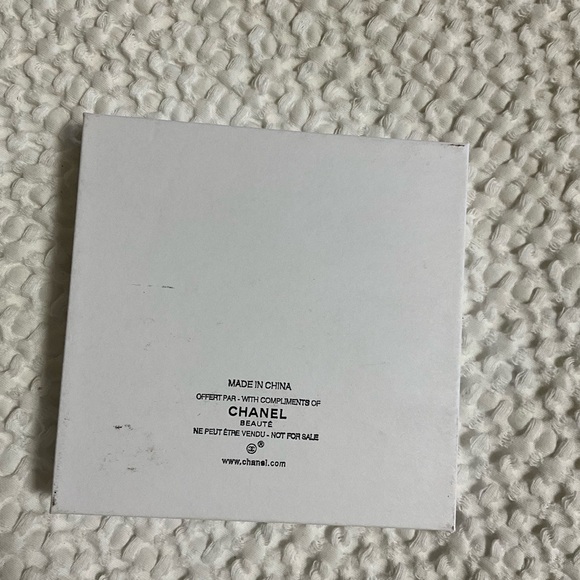 MADE IN CHINA
OFFERT PAR - WITH COMPLIMENTS OF
CHANEL
BEAUTÉ
NE PEUT ÊTRE VENDU - NOT FOR SALE
®
www.chanel.com